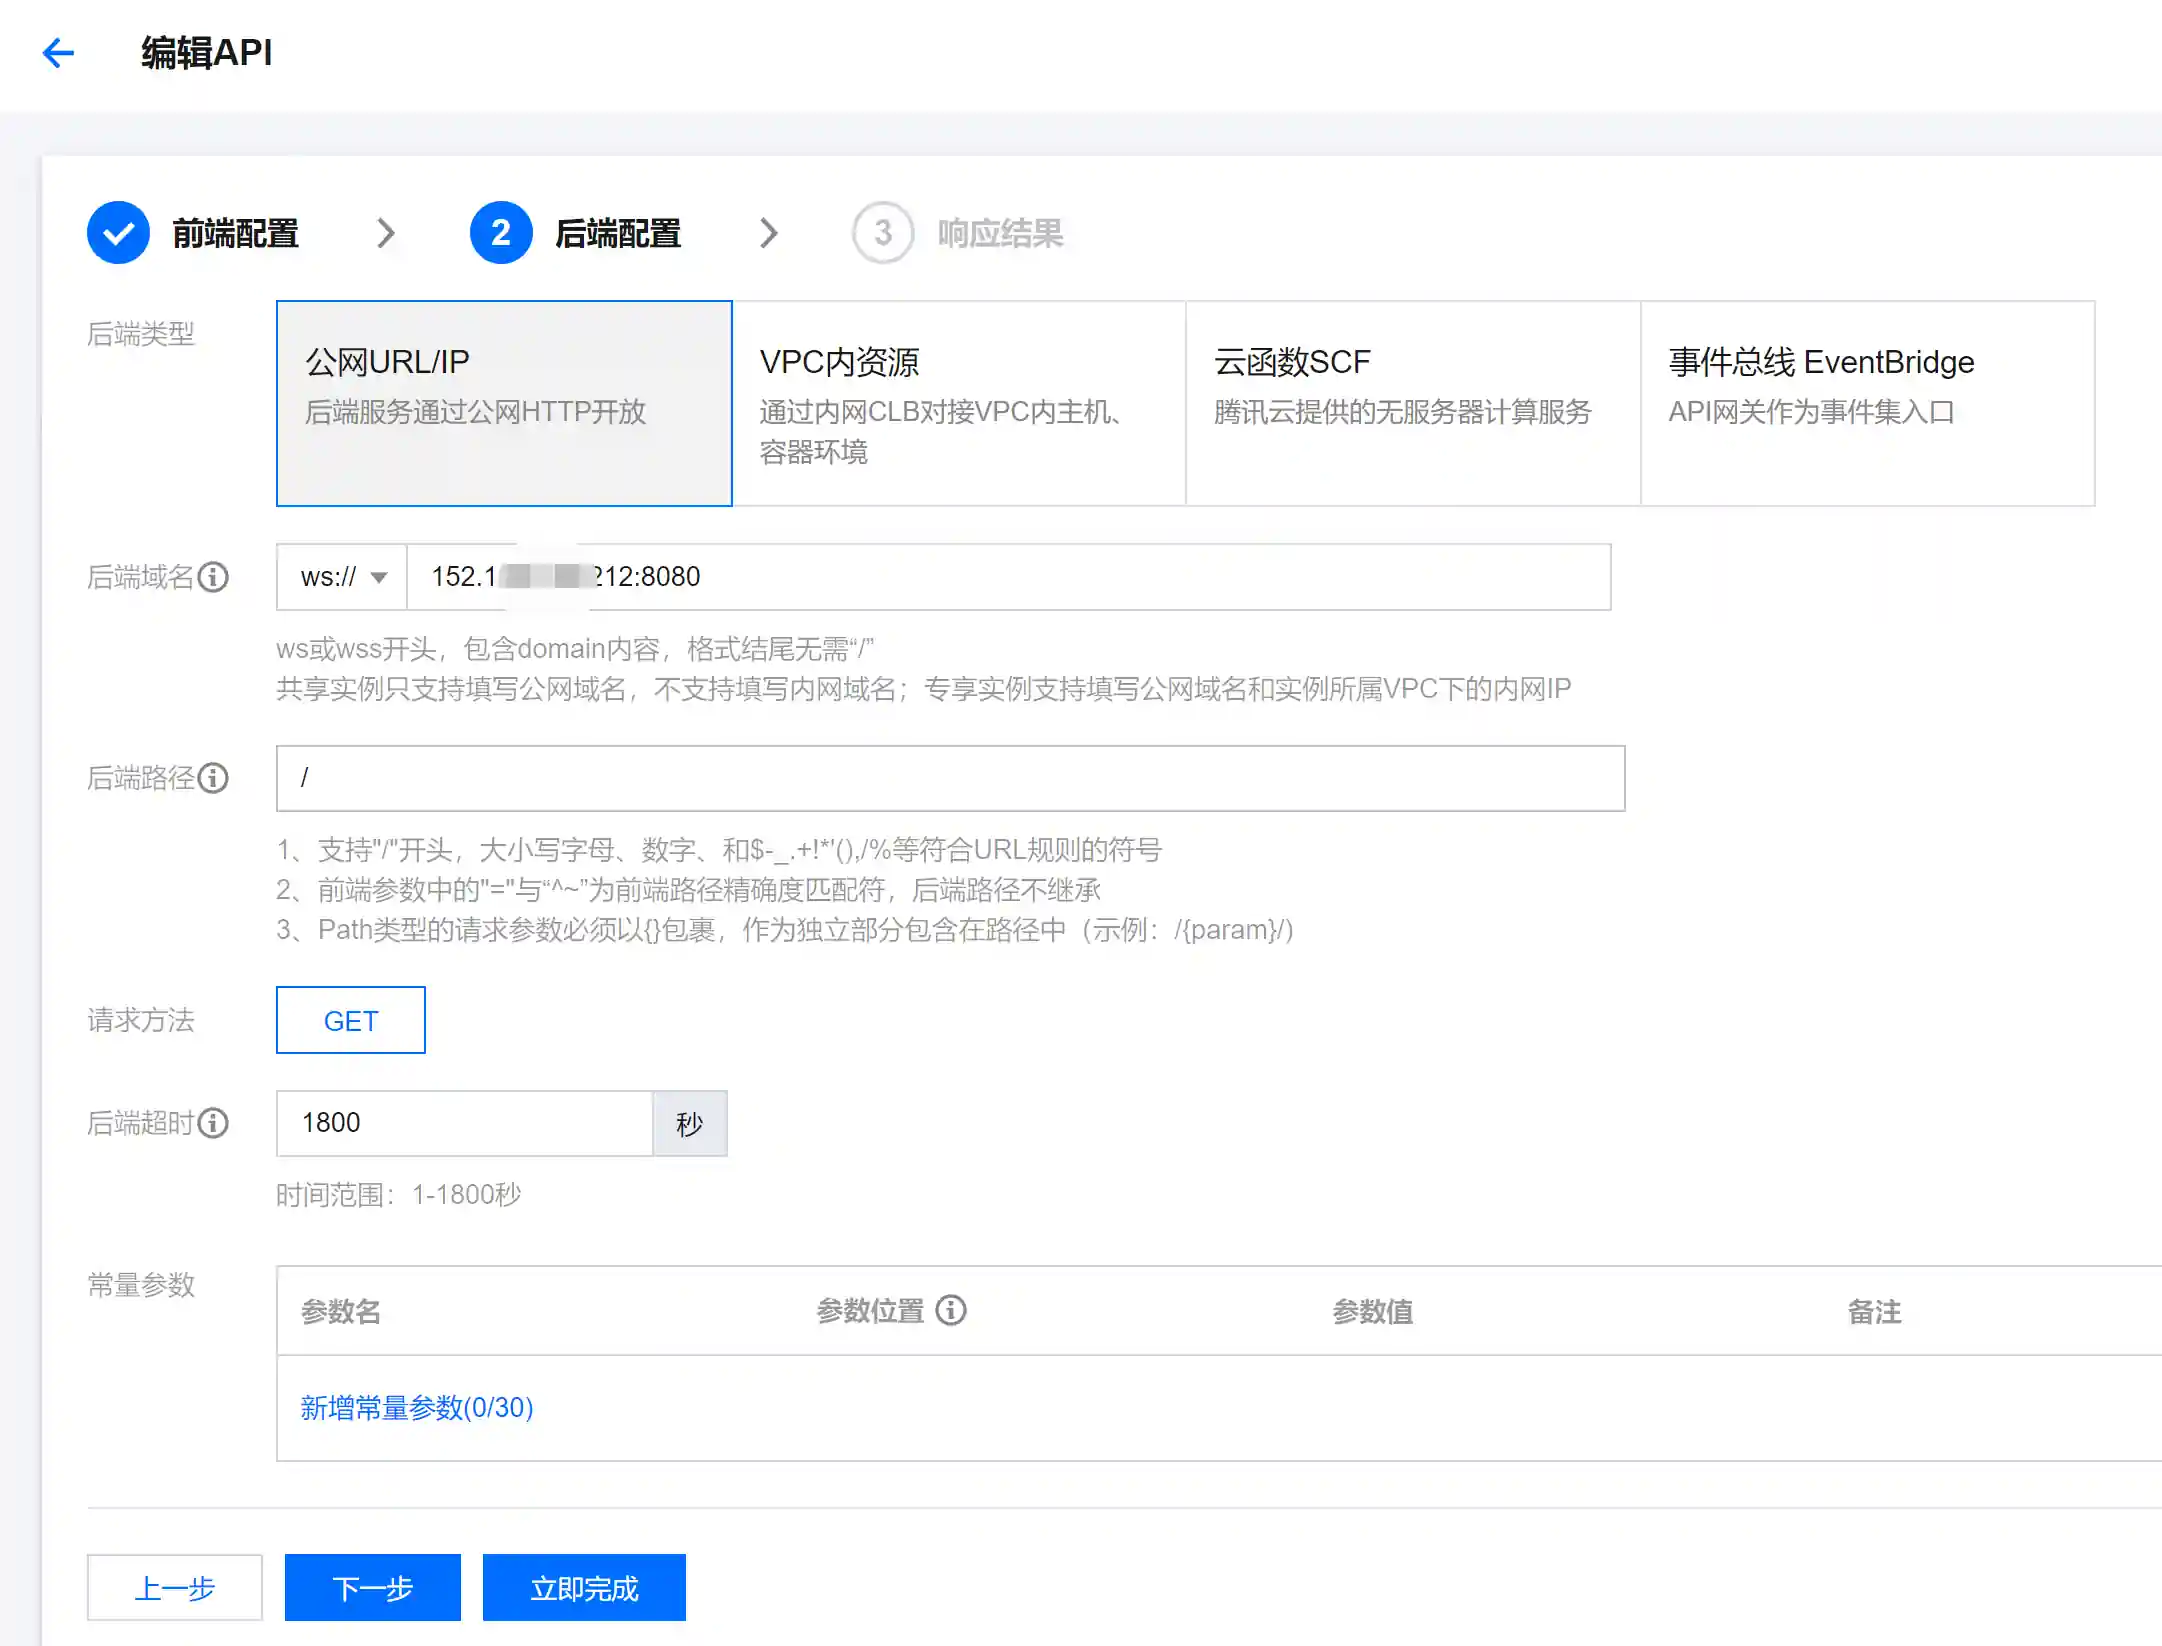 编辑API
前端配置
2 后端配置
3 响应结果
后端类型
公网URL/IP
后端服务通过公网HTTP开放
VPC内资源
通过内网CLB对接VPC内主机、
容器环境
云函数SCF
腾讯云提供的无服务器计算服务
事件总线 EventBridge
API网关作为事件集入口
后端域名
ws://
152.1 212:8080
ws或wss开头，包含domain内容，格式结尾无需“/”
共享实例只支持填写公网域名，不支持填写内网域名；专享实例支持填写公网域名和实例所属VPC下的内网IP
后端路径
/
1、支持"/"开头，大小写字母、数字、和$-_.+!*'(),/%等符合URL规则的符号
2、前端参数中的"="与“^~”为前端路径精确度匹配符，后端路径不继承
3、Path类型的请求参数必须以{}包裹，作为独立部分包含在路径中（示例：/{param}/)
请求方法
GET
后端超时
1800
秒
时间范围：1-1800秒
常量参数
参数名
参数位置
参数值
备注
新增常量参数(0/30)
上一步
下一步
立即完成